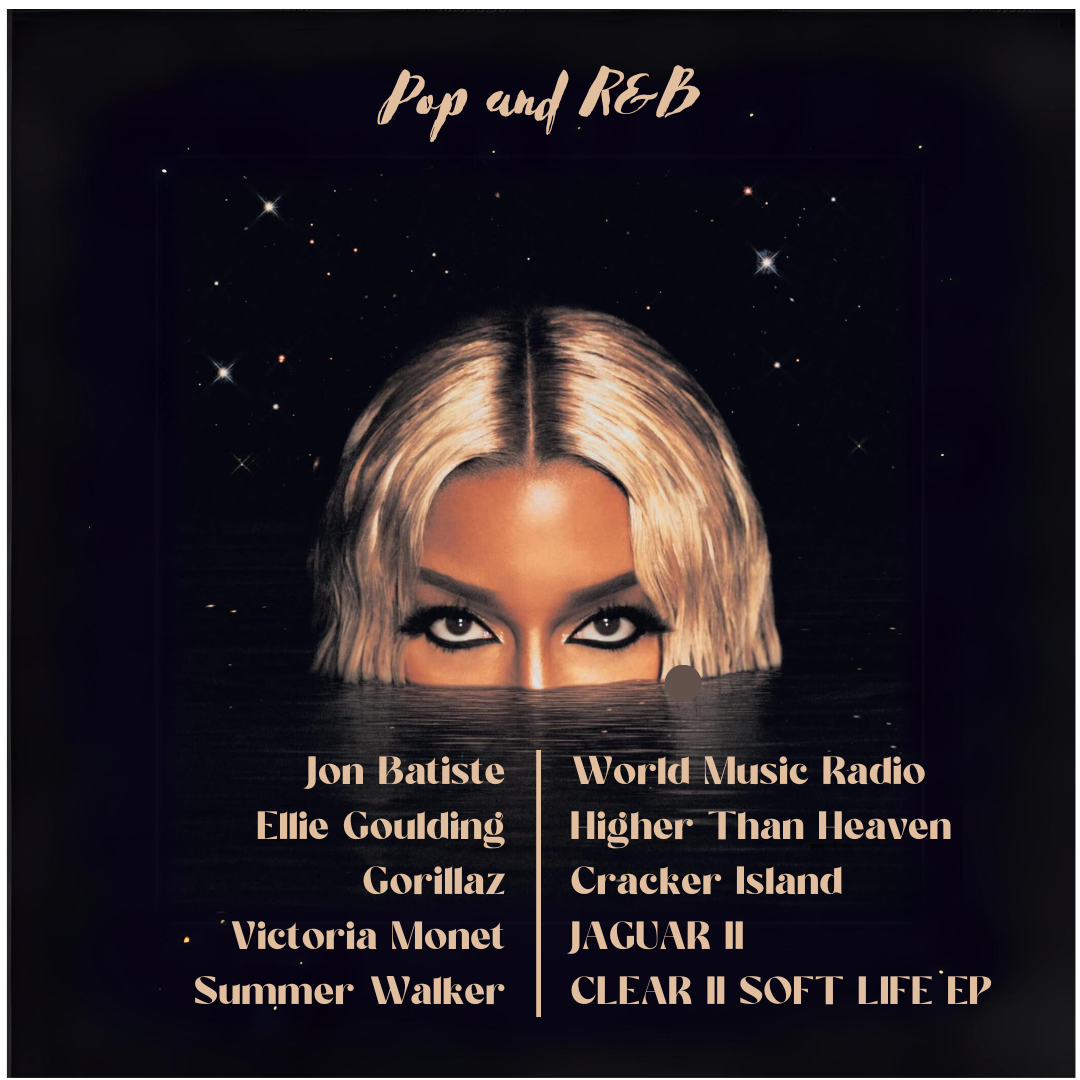 Pop and R&B
Jon Batiste World Music Radio
Ellie Goulding Higher Than Heaven
Gorillaz Cracker Island
Victoria Monet JAGUAR II
Summer Walker CLEAR II SOFT LIFE EP